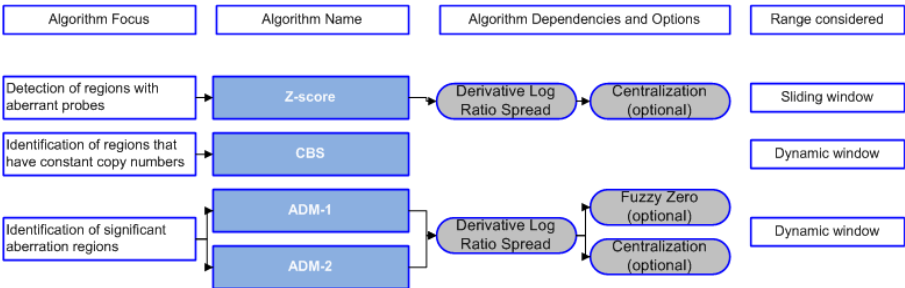 Algorithm Focus
Algorithm Name
Algorithm Dependencies and Options
Range considered
Detection of regions with
aberrant probes
Z-score
Derivative Log
Ratio Spread
Centralization
(optional)
Sliding window
Identification of regions that
have constant copy numbers
CBS
Dynamic window
Identification of significant
aberration regions
ADM-1
ADM-2
Derivative Log
Ratio Spread
Fuzzy Zero
(optional)
Centralization
(optional)
Dynamic window